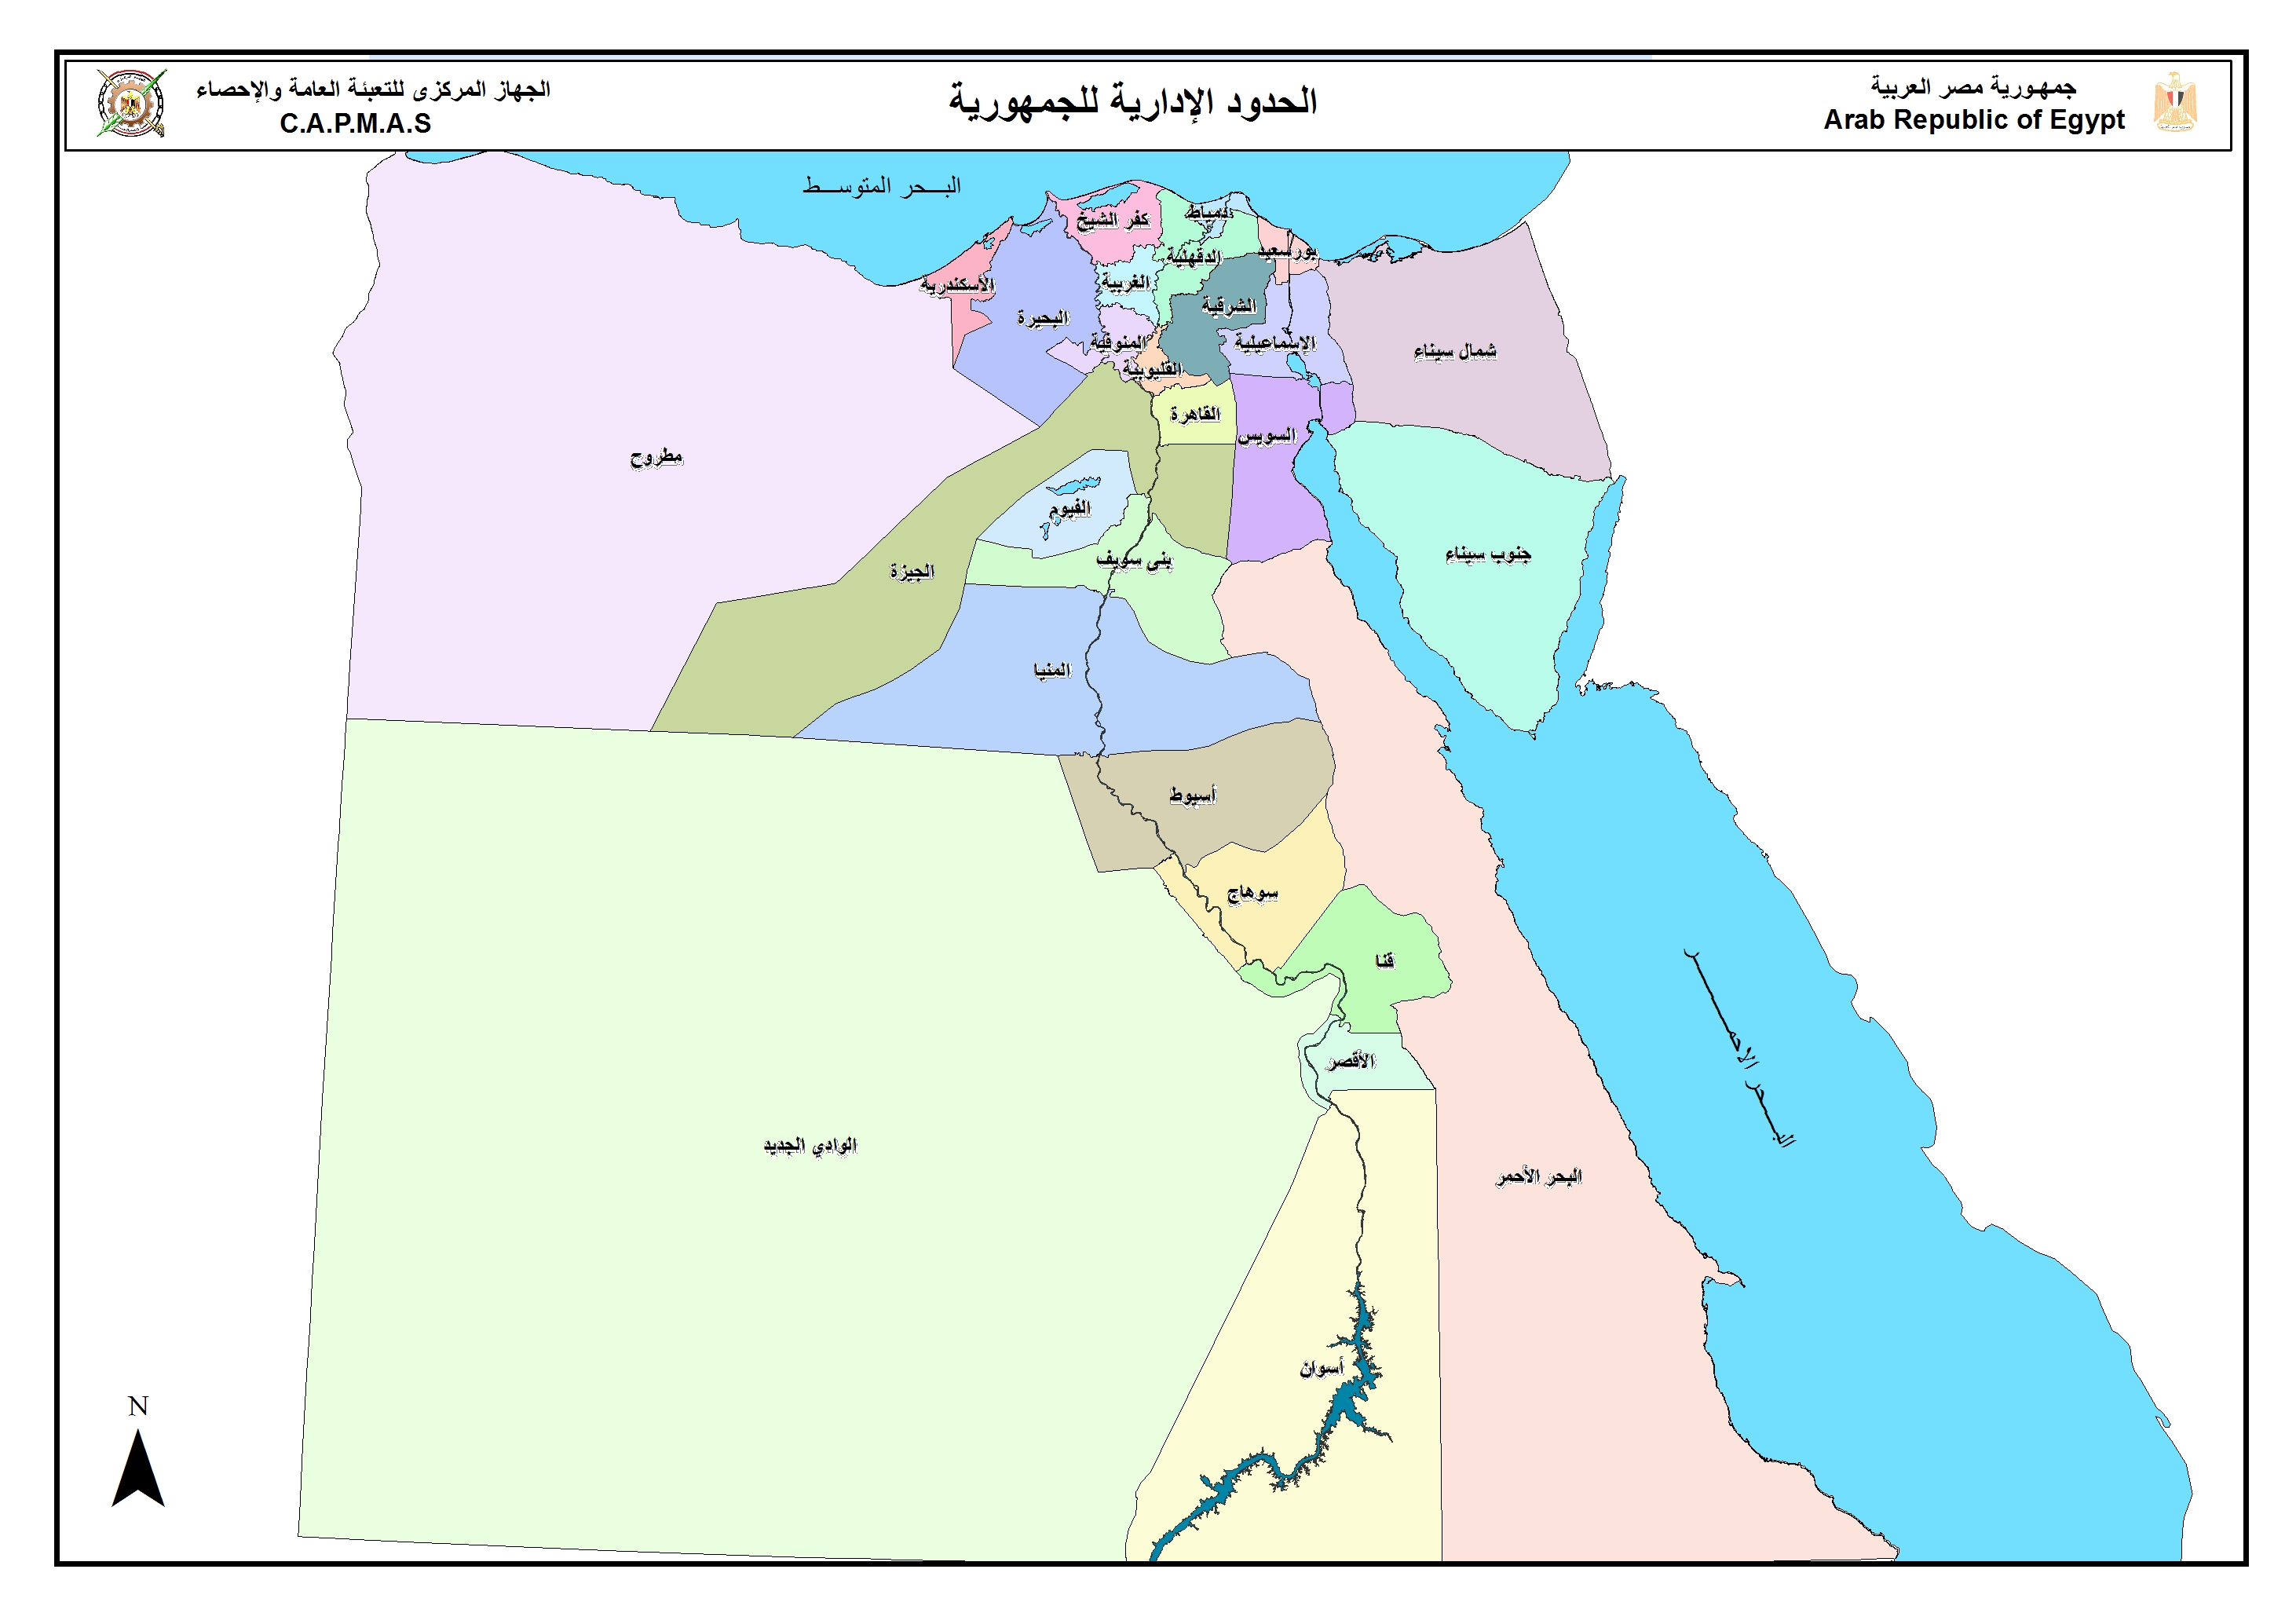 جمهورية مصر العربية
Arab Republic of Egypt
الحدود الإدارية للجمهورية
الجهاز المركزى للتعبئة العامة والإحصاء
C.A.P.M.A.S
البـــحر المتوســـط
دمياط
كفر الشيخ
بورسعيد
الدقهلية
الغربية
الأسكندرية
الشرقية
البحيرة
الإسماعيلية
المنوفية
شمال سيناء
القليوبية
القاهرة
السويس
مطروح
الفيوم
جنوب سيناء
بنى سويف
الجيزة
المنيا
أسيوط
سوهاج
قنا
الأقصر
البحر الأحمر
الوادي الجديد
البحر الأحمر
أسوان
N